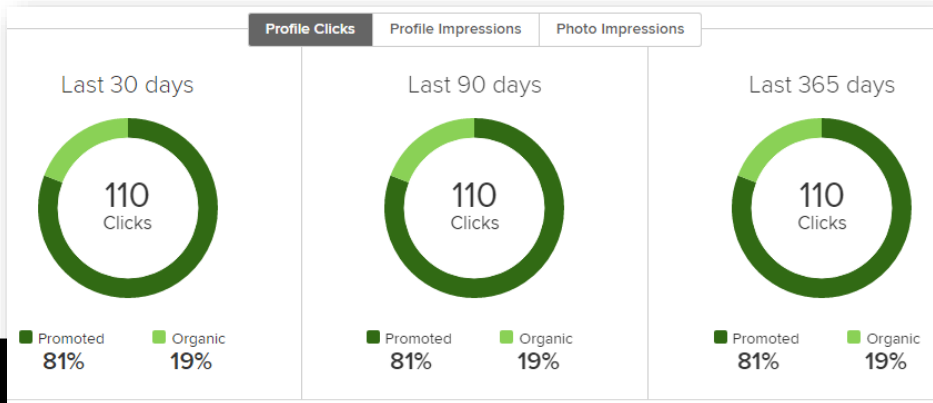 Profile Clicks Profile Impressions Photo Impressions
Last 30 days
110
Clicks
Promoted Organic
81% 19%
Last 90 days
110
Clicks
Promoted Organic
81% 19%
Last 365 days
110
Clicks
Promoted Organic
81% 19%